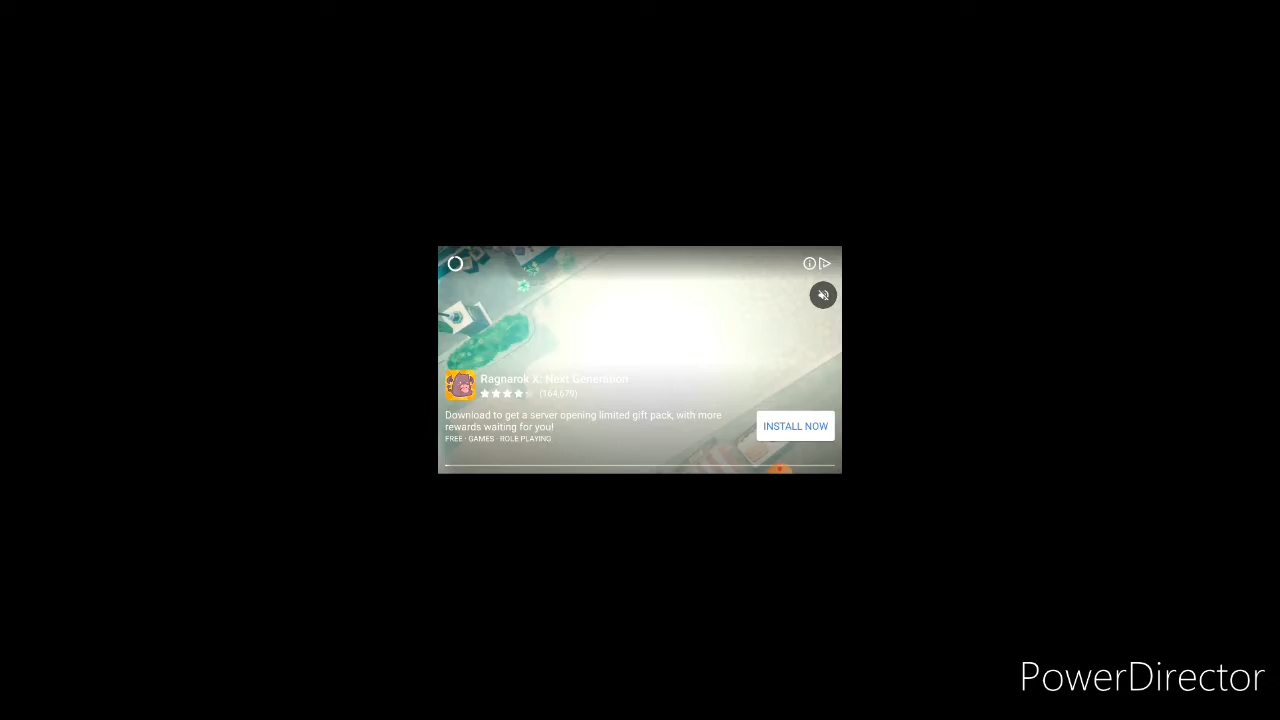 Ragnarok X: Next Generation
(164,679)
Download to get a server opening limited gift pack, with more
rewards waiting for you!
FREE · GAMES · ROLE PLAYING
INSTALL NOW
PowerDirector